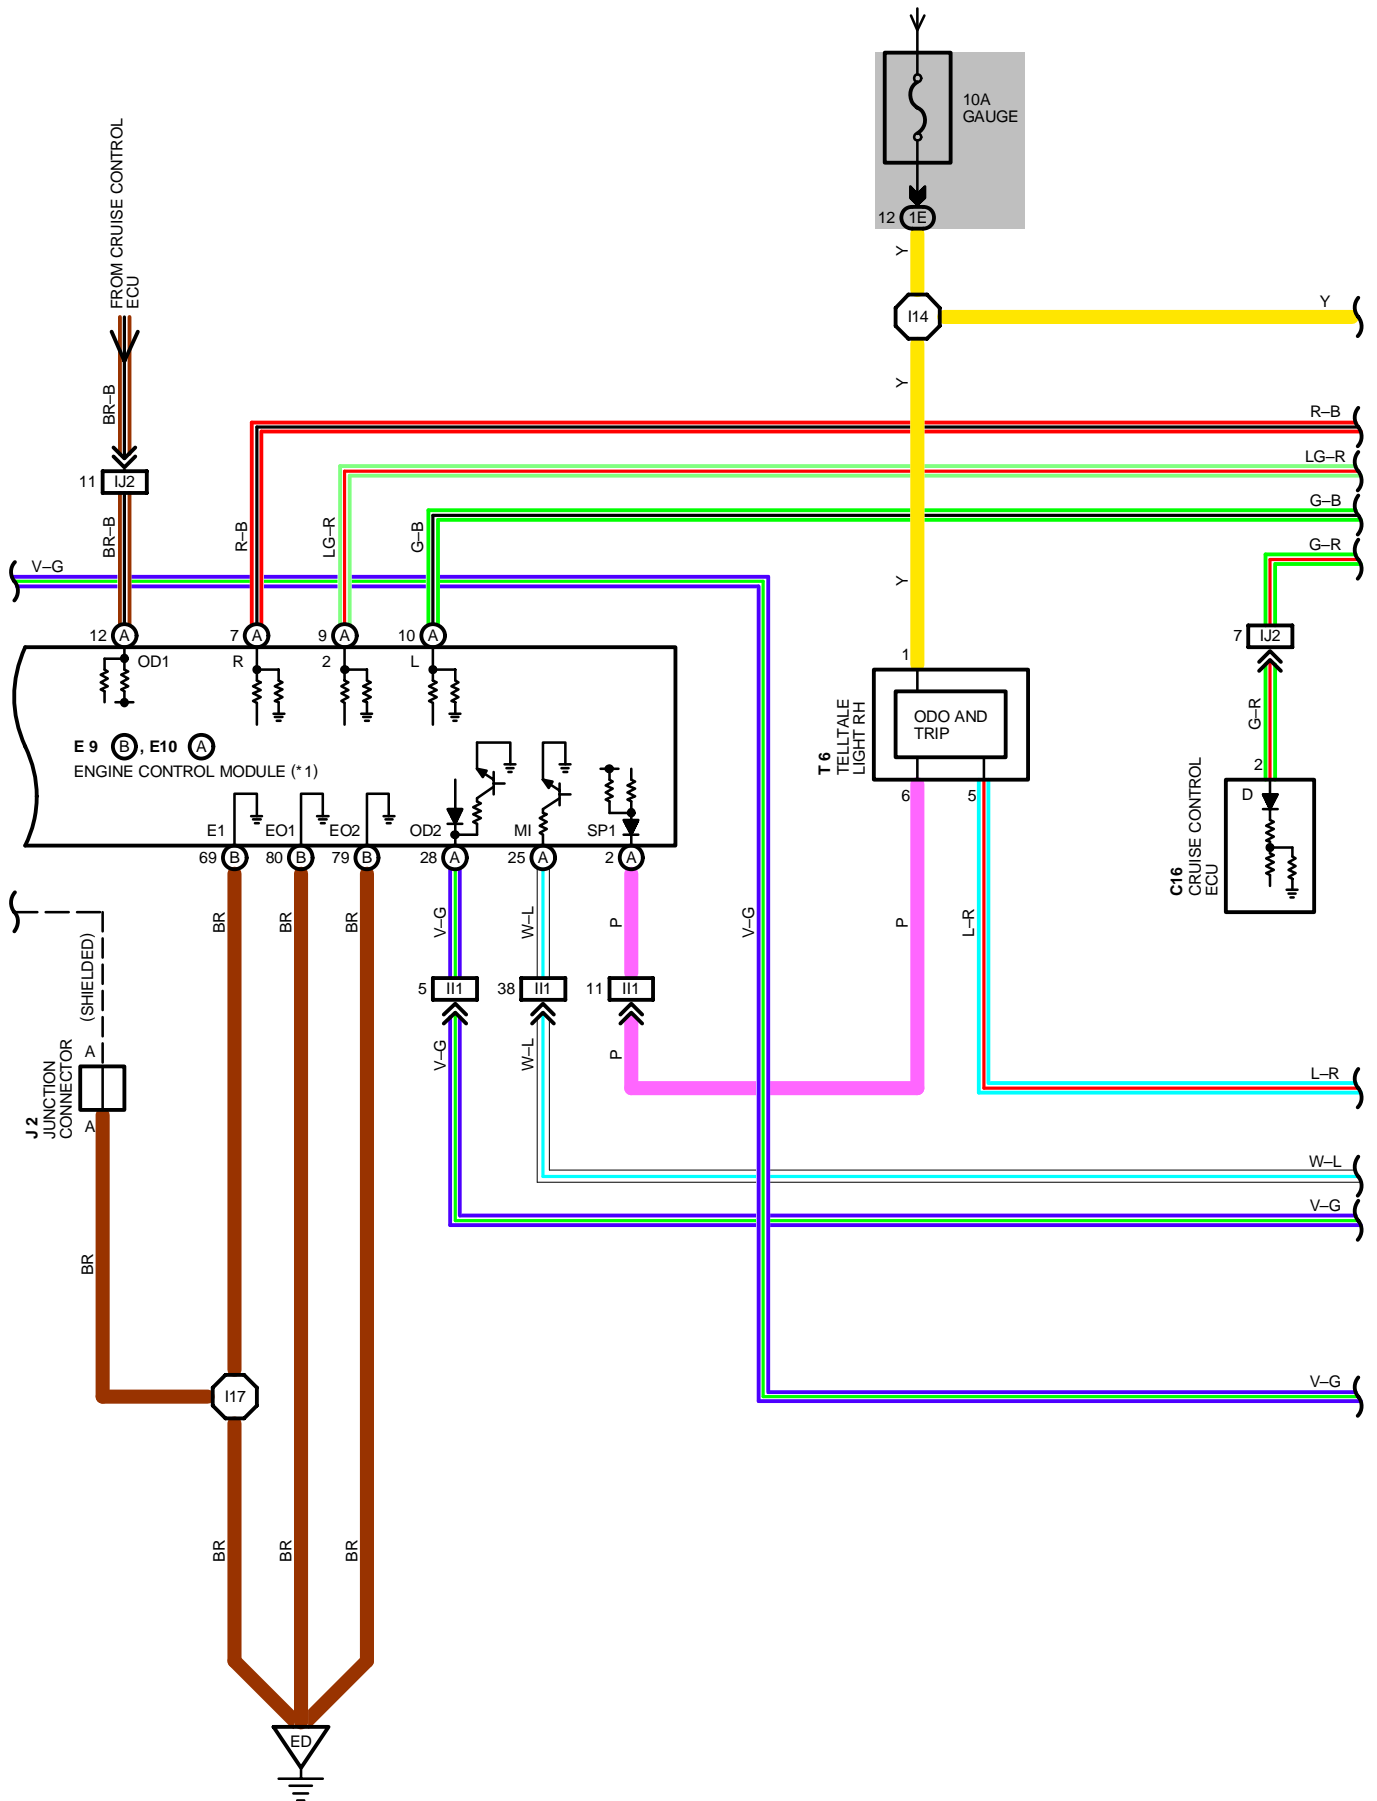 10A
GAUGE
12 1E
Y
I14
Y
Y
FROM CRUISE CONTROL
ECU
BR–B
11 IJ2
BR–B
R–B
LG–R
G–B
R–B
LG–R
G–B
G–R
V–G
Y
12 A
7 A
9 A
10 A
OD1
R
2
L
E 9 B , E10 A
ENGINE CONTROL MODULE (*1)
E1
EO1
EO2
OD2
MI
SP1
69 B
80 B
79 B
28 A
25 A
2 A
1
ODO AND
TRIP
T 6
TELLTALE
LIGHT RH
6
5
7 IJ2
G–R
2
D
C16
CRUISE CONTROL
ECU
BR
BR
BR
V–G
W–L
P
V–G
P
L–R
(SHIELDED)
5 II1
38 II1
11 II1
V–G
W–L
P
A
J 2
JUNCTION
CONNECTOR
A
L–R
W–L
V–G
BR
V–G
I17
BR
BR
BR
ED